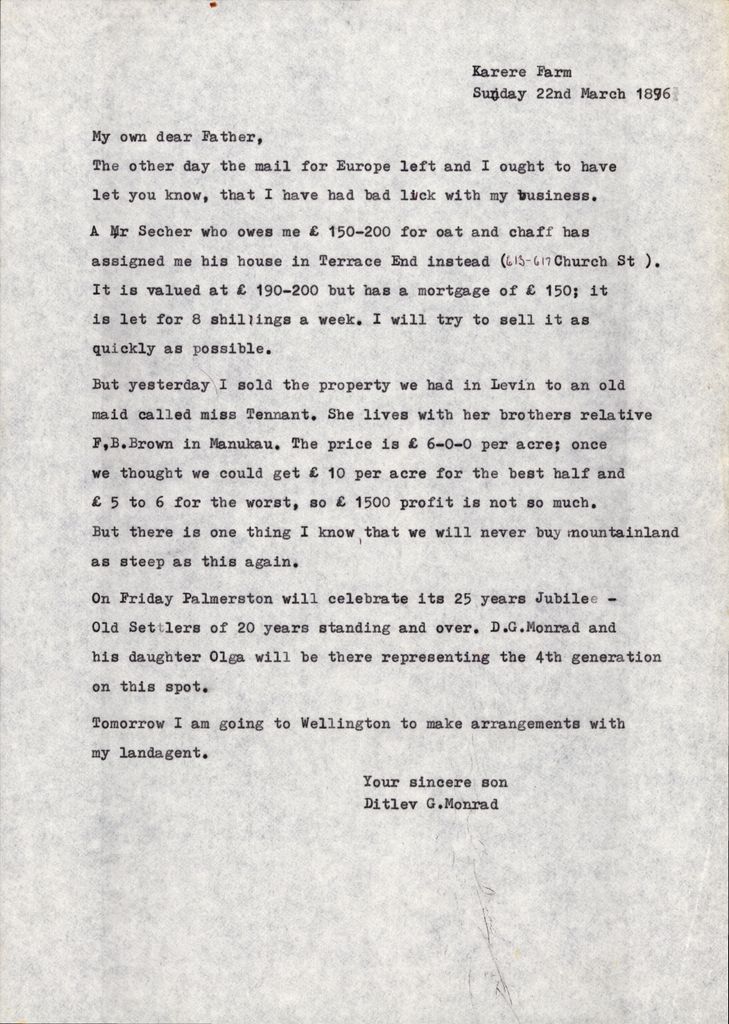 Karere Farm
Sunday 22nd March 1896
My own dear Father,
The other day the mail for Europe left and I ought to have
let you know, that I have had bad lick with my business.
A Mr Secher who owes me £ 150-200 for oat and chaff has
assigned me his house in Terrace End instead (613-617 Church St ).
It is valued at £ 190-200 but has a mortgage of £ 150; it
is let for 8 shillings a week. I will try to sell it as
quickly as possible.
But yesterday I sold the property we had in Levin to an old
maid called miss Tennant. She lives with her brothers relative
F,B.Brown in Manukau. The price is £ 6-0-0 per acre; once
we thought we could get £ 10 per acre for the best half and
£ 5 to 6 for the worst, so £ 1500 profit is not so much.
But there is one thing I know, that we will never buy mountainland
as steep as this again.
On Friday Palmerston will celebrate its 25 years Jubilee -
Old Settlers of 20 years standing and over. D.G.Monrad and
his daughter Olga will be there representing the 4th generation
on this spot.
Tomorrow I am going to Wellington to make arrangements with
my landagent.
Your sincere son
Ditlev G.Monrad